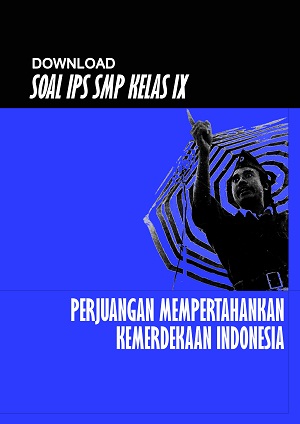 DOWNLOAD
SOAL IPS SMP KELAS IX
PERJUANGAN MEMPERTAHANKAN
KEMERDEKAAN INDONESIA